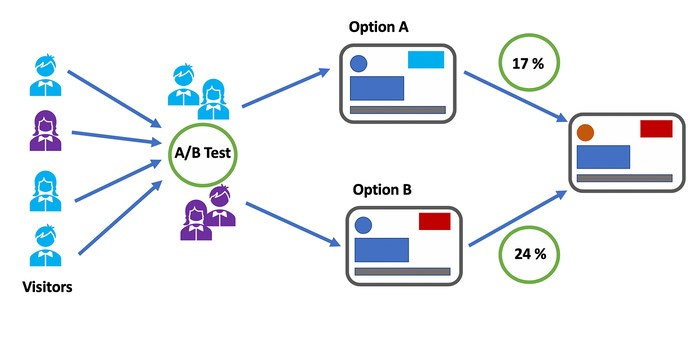 Option A
17 %
A/B Test
Option B
24 %
Visitors